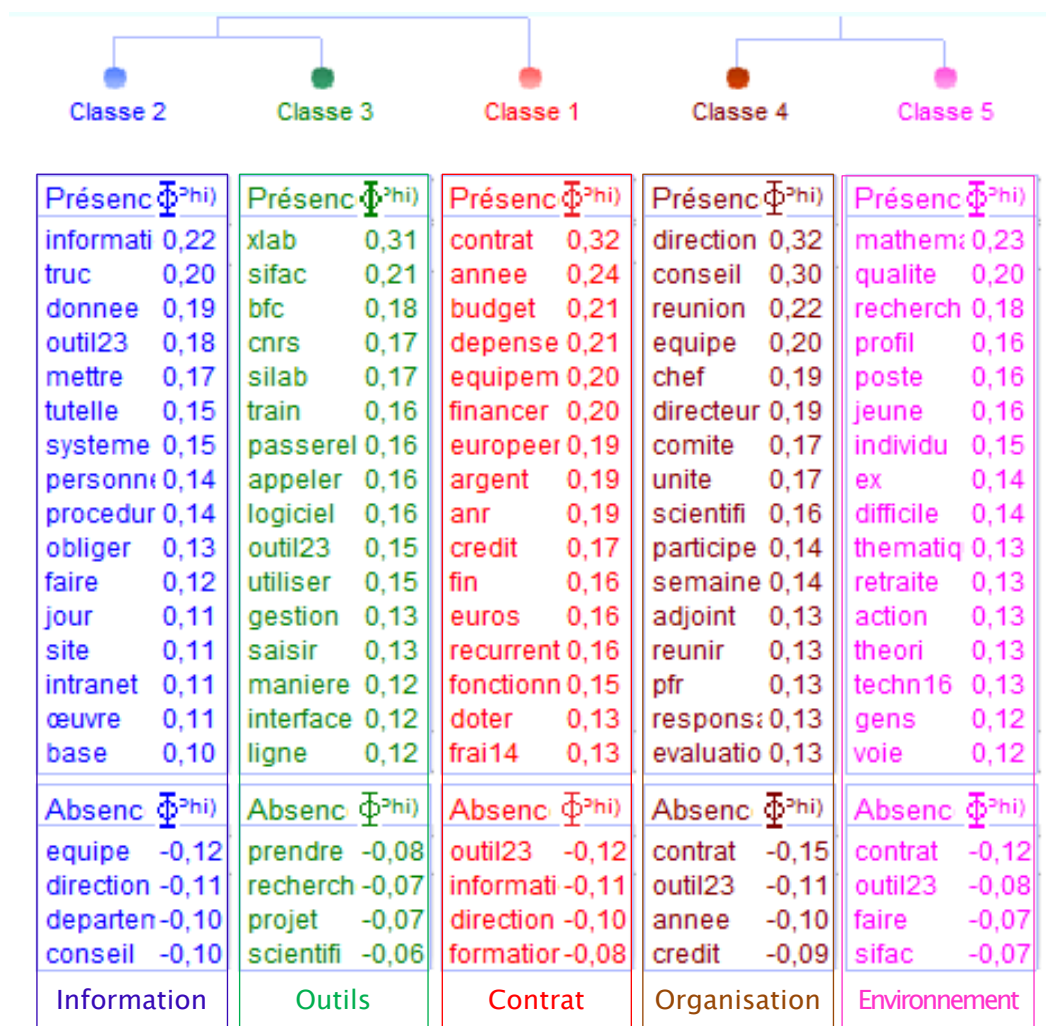 Classe 2 Classe 3 Classe 1 Classe 4 Classe 5
Présenc Φ ᵓhi) Présenc Φ ᵓhi) Présenc Φ ᵓhi) Présenc Φ ᵓhi) Présenc Φ ᵓhi)
informati 0,22 xlab 0,31 contrat 0,32 direction 0,32 mathema 0,23
truc 0,20 sifac 0,21 annee 0,24 conseil 0,30 qualite 0,20
donnee 0,19 bfc 0,18 budget 0,21 reunion 0,22 recherch 0,18
outil23 0,18 cnrs 0,17 depense 0,21 equipe 0,20 profil 0,16
mettre 0,17 silab 0,17 equipem 0,20 chef 0,19 poste 0,16
tutelle 0,15 train 0,16 financer 0,20 directeur 0,19 jeune 0,16
systeme 0,15 passerel 0,16 europeer 0,19 comite 0,17 individu 0,15
personne 0,14 appeler 0,16 argent 0,19 unite 0,17 ex 0,14
procedur 0,14 logiciel 0,16 anr 0,19 scientifi 0,16 difficile 0,14
obliger 0,13 outil23 0,15 credit 0,17 participe 0,14 thematiq 0,13
faire 0,12 utiliser 0,15 fin 0,16 semaine 0,14 retraite 0,13
jour 0,11 gestion 0,13 euros 0,16 adjoint 0,13 action 0,13
site 0,11 saisir 0,13 recurrent 0,16 reunir 0,13 theori 0,13
intranet 0,11 maniere 0,12 fonctionn 0,15 pfr 0,13 techn16 0,13
œuvre 0,11 interface 0,12 doter 0,13 responsa 0,13 gens 0,12
base 0,10 ligne 0,12 frai14 0,13 evaluatio 0,13 voie 0,12
Absenc Φ ᵓhi) Absenc Φ ᵓhi) Absenc Φ ᵓhi) Absenc Φ ᵓhi) Absenc Φ ᵓhi)
equipe -0,12 prendre -0,08 outil23 -0,12 contrat -0,15 contrat -0,12
direction -0,11 recherch -0,07 informati -0,11 outil23 -0,11 outil23 -0,08
departen -0,10 projet -0,07 direction -0,10 annee -0,10 faire -0,07
conseil -0,10 scientifi -0,06 formatior -0,08 credit -0,09 sifac -0,07
Information Outils Contrat Organisation Environnement